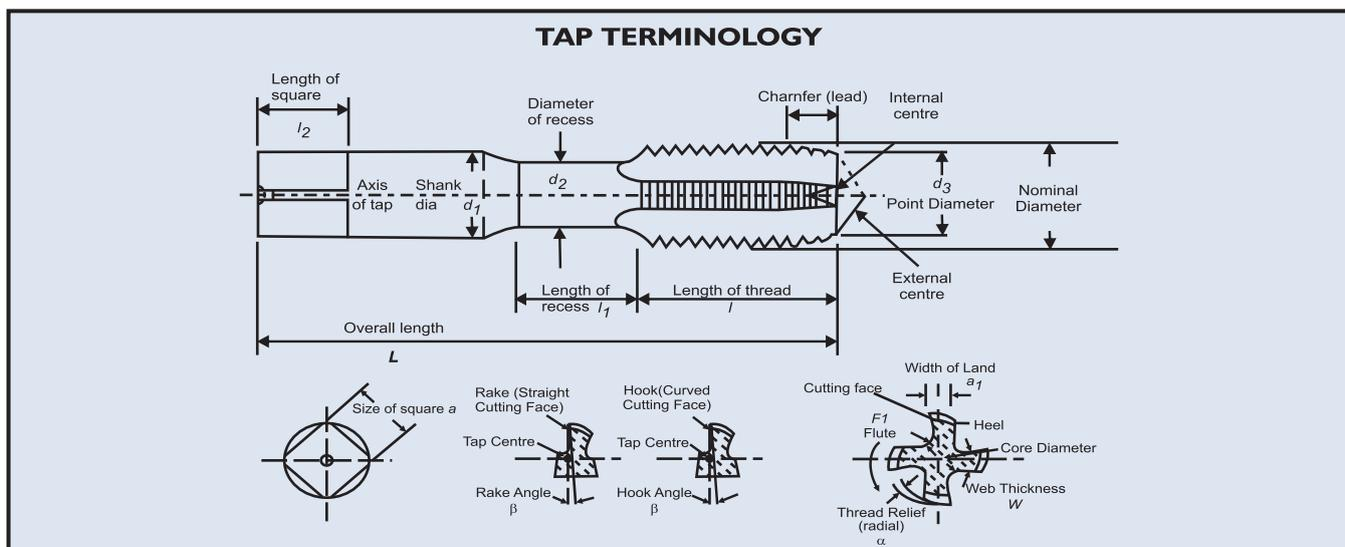 TAP TERMINOLOGY
Length of
square
l2
Diameter
of recess
Charnfer (lead)
Internal
centre
Axis
of tap
Shank
dia
d1
d2
d3
Point Diameter
Nominal
Diameter
External
centre
Length of
recess l1
Length of thread
l
Overall length
L
Size of square a
Rake (Straight
Cutting Face)
Tap Centre
Rake Angle
β
Hook(Curved
Cutting Face)
Tap Centre
Hook Angle
β
Width of Land
a1
Cutting face
F1
Flute
Heel
Core Diameter
Web Thickness
W
Thread Relief
(radial)
α